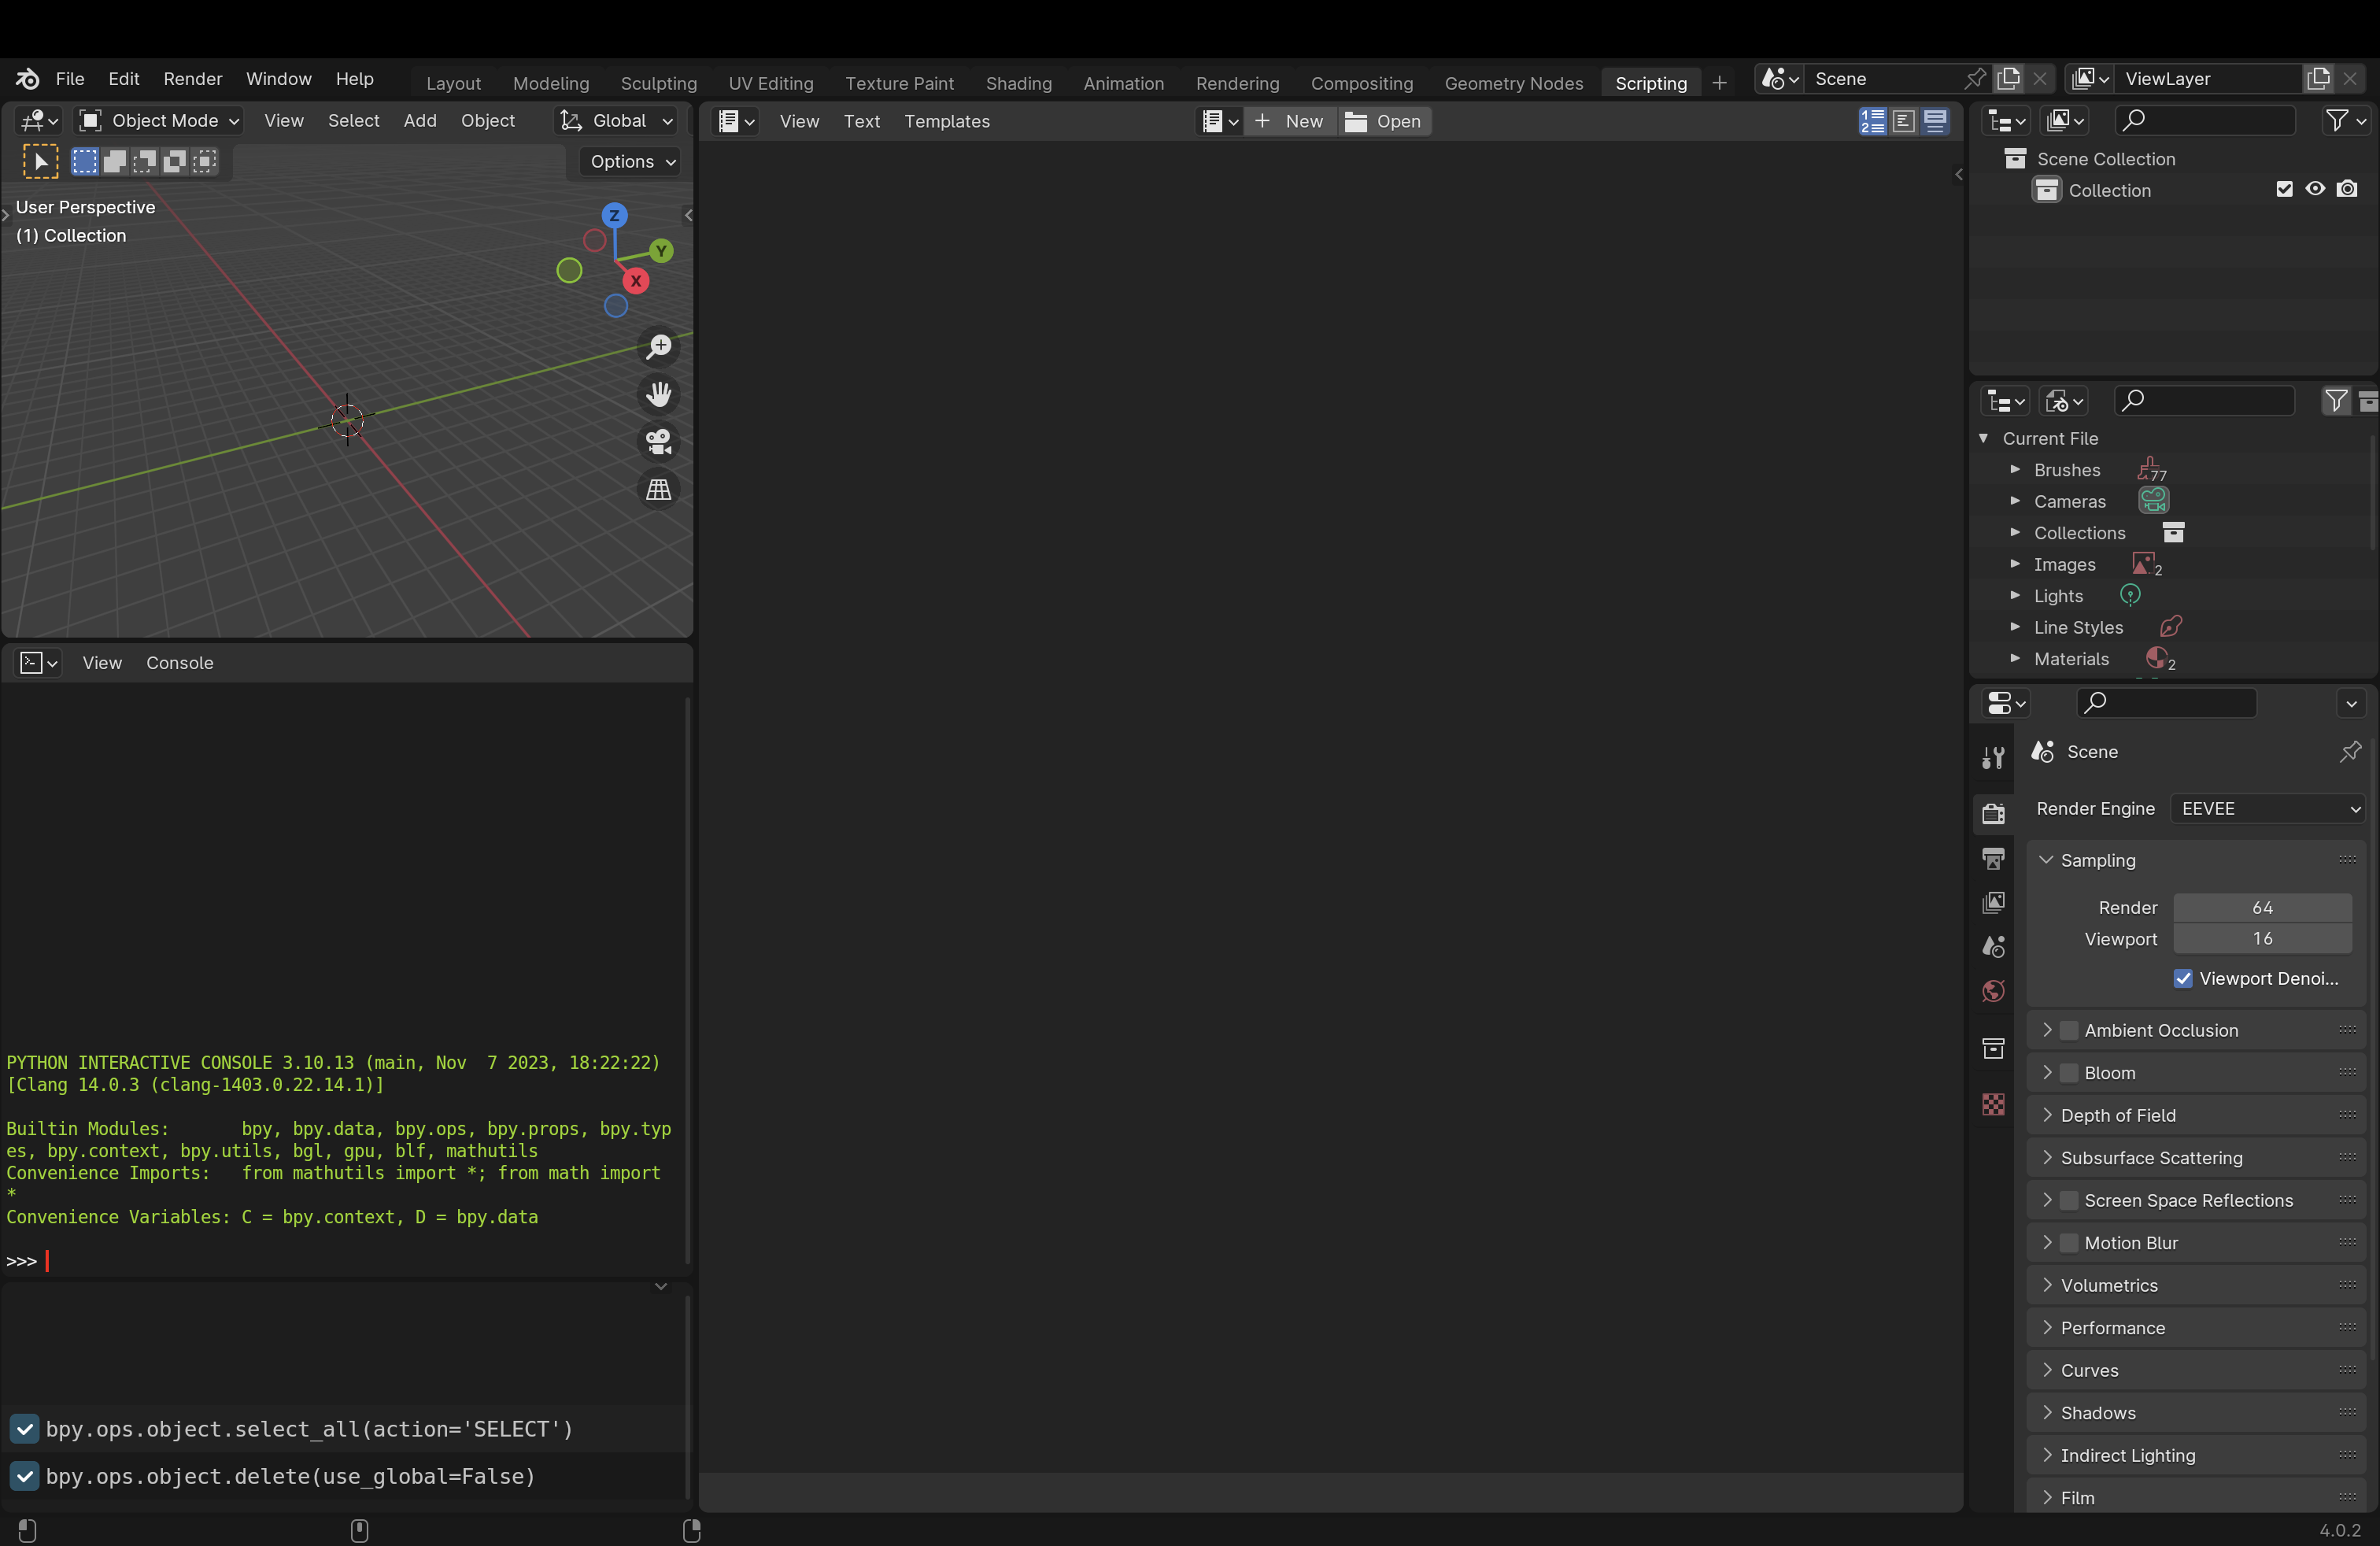 File Edit Render Window Help Layout Modeling Sculpting UV Editing Texture Paint Shading Animation Rendering Compositing Geometry Nodes Scripting + Scene ViewLayer
Object Mode View Select Add Object Global
Options
User Perspective
(1) Collection
Z
Y
X
View Text Templates + New Open
Scene Collection
Collection
Current File
Brushes 77
Cameras
Collections
Images 2
Lights
Line Styles
Materials 2
View Console
PYTHON INTERACTIVE CONSOLE 3.10.13 (main, Nov  7 2023, 18:22:22)
[Clang 14.0.3 (clang-1403.0.22.14.1)]
Builtin Modules:       bpy, bpy.data, bpy.ops, bpy.props, bpy.typ
es, bpy.context, bpy.utils, bgl, gpu, blf, mathutils
Convenience Imports:   from mathutils import *; from math import
*
Convenience Variables: C = bpy.context, D = bpy.data
>>>
bpy.ops.object.select_all(action='SELECT')
bpy.ops.object.delete(use_global=False)
Scene
Render Engine EEVEE
Sampling
Render 64
Viewport 16
Viewport Denoi...
Ambient Occlusion
Bloom
Depth of Field
Subsurface Scattering
Screen Space Reflections
Motion Blur
Volumetrics
Performance
Curves
Shadows
Indirect Lighting
Film
4.0.2